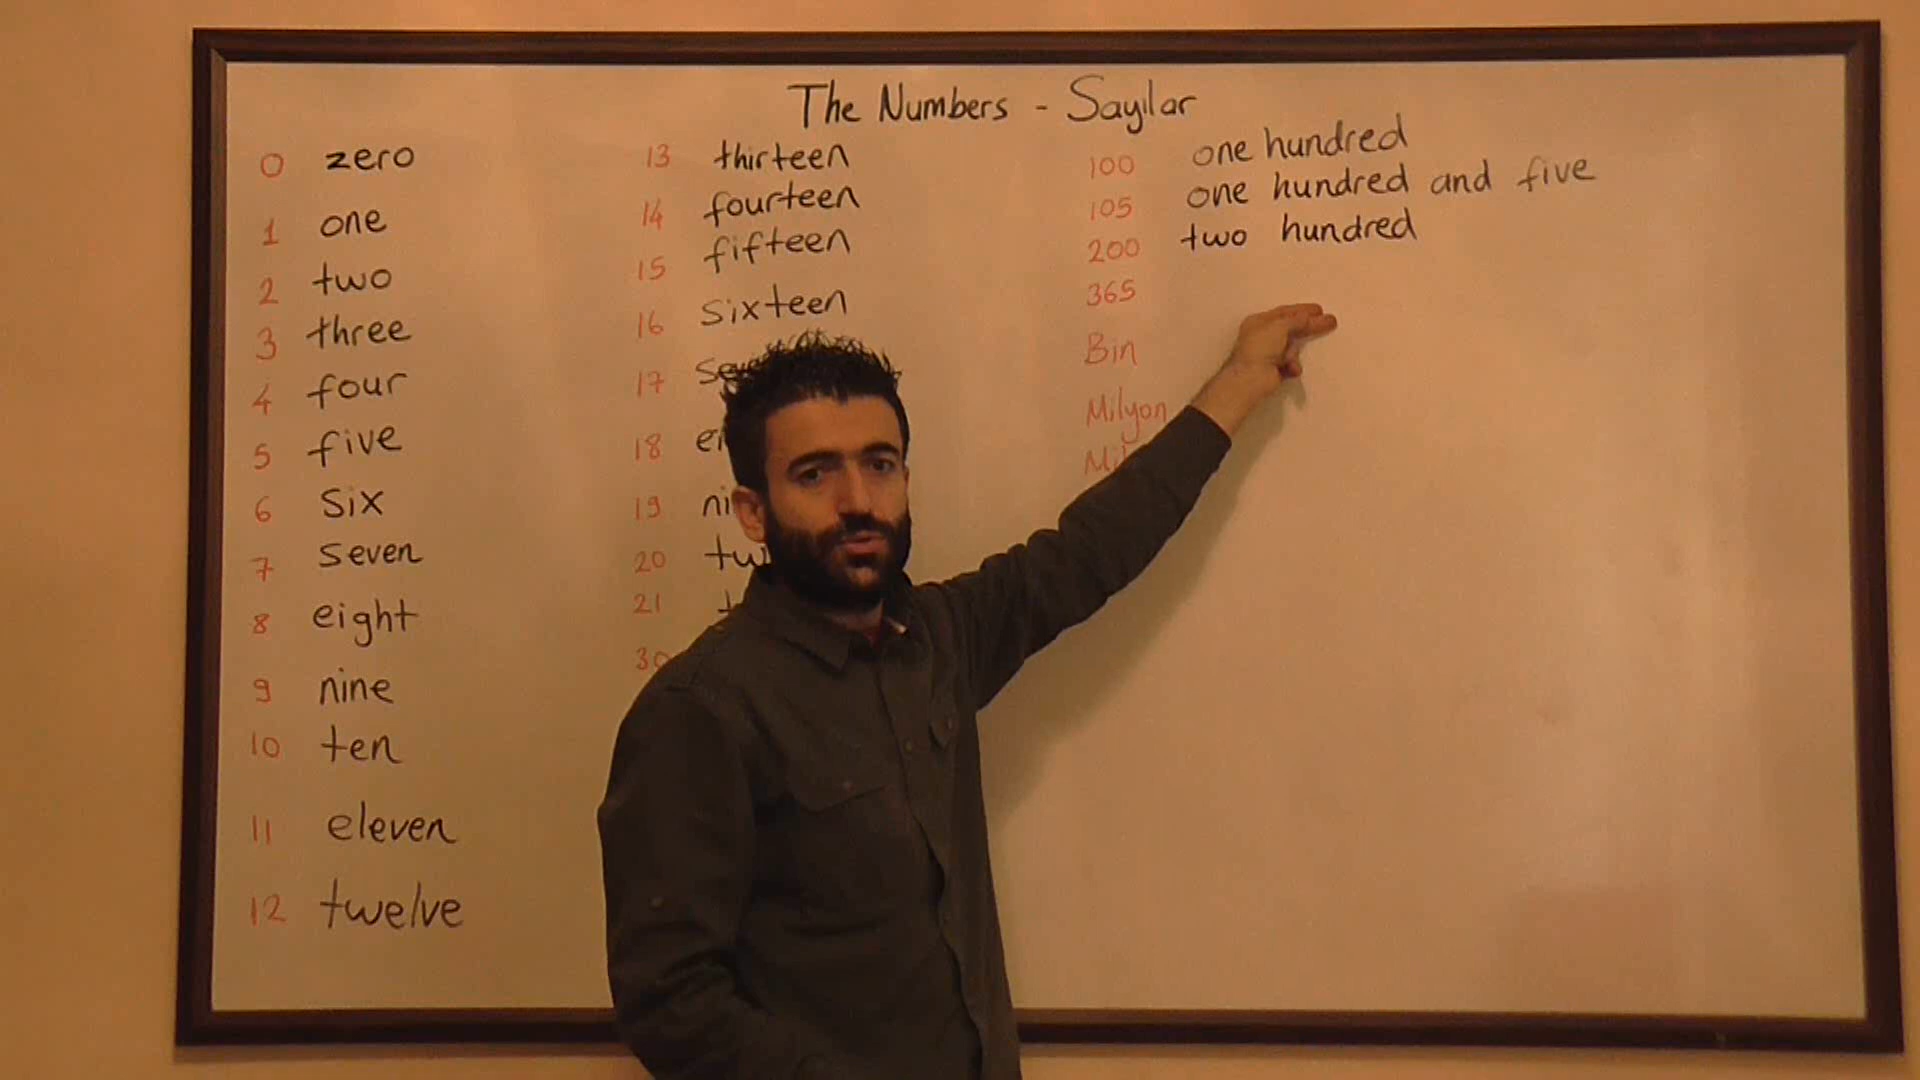 The Numbers - Sayılar
0 zero
1 one
2 two
3 three
4 four
5 five
6 six
7 seven
8 eight
9 nine
10 ten
11 eleven
12 twelve
13 thirteen
14 fourteen
15 fifteen
16 sixteen
17
18
19
20
21
30
100 one hundred
105 one hundred and five
200 two hundred
365
Bin
Milyon